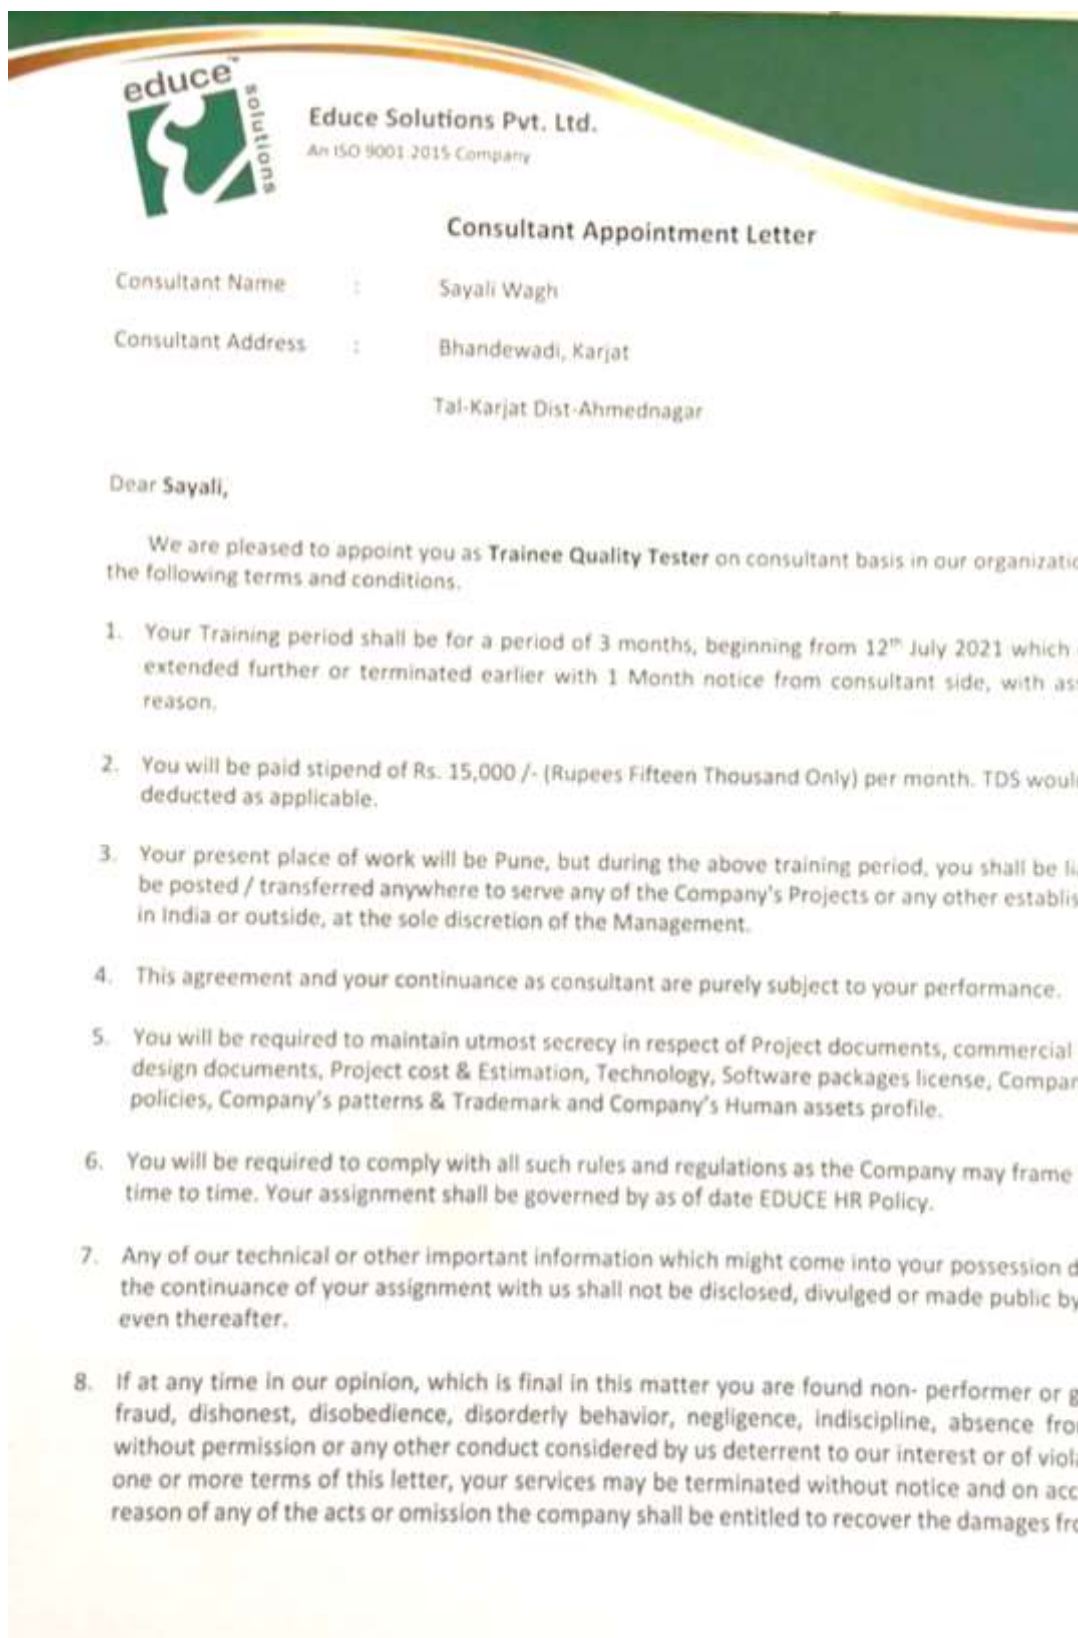 educe™
solutions
Educe Solutions Pvt. Ltd.
An ISO 9001 2015 Company
Consultant Appointment Letter
Consultant Name : Sayali Wagh
Consultant Address : Bhandewadi, Karjat
Tal-Karjat Dist-Ahmednagar
Dear Sayali,
We are pleased to appoint you as Trainee Quality Tester on consultant basis in our organizatio
the following terms and conditions.
1. Your Training period shall be for a period of 3 months, beginning from 12th July 2021 which
extended further or terminated earlier with 1 Month notice from consultant side, with as
reason.
2. You will be paid stipend of Rs. 15,000 /- (Rupees Fifteen Thousand Only) per month. TDS woul
deducted as applicable.
3. Your present place of work will be Pune, but during the above training period, you shall be li
be posted / transferred anywhere to serve any of the Company's Projects or any other establis
in India or outside, at the sole discretion of the Management.
4. This agreement and your continuance as consultant are purely subject to your performance.
5. You will be required to maintain utmost secrecy in respect of Project documents, commercial
design documents, Project cost & Estimation, Technology, Software packages license, Compan
policies, Company's patterns & Trademark and Company's Human assets profile.
6. You will be required to comply with all such rules and regulations as the Company may frame
time to time. Your assignment shall be governed by as of date EDUCE HR Policy.
7. Any of our technical or other important information which might come into your possession d
the continuance of your assignment with us shall not be disclosed, divulged or made public by
even thereafter.
8. If at any time in our opinion, which is final in this matter you are found non- performer or g
fraud, dishonest, disobedience, disorderly behavior, negligence, indiscipline, absence fro
without permission or any other conduct considered by us deterrent to our interest or of viol
one or more terms of this letter, your services may be terminated without notice and on acc
reason of any of the acts or omission the company shall be entitled to recover the damages fro